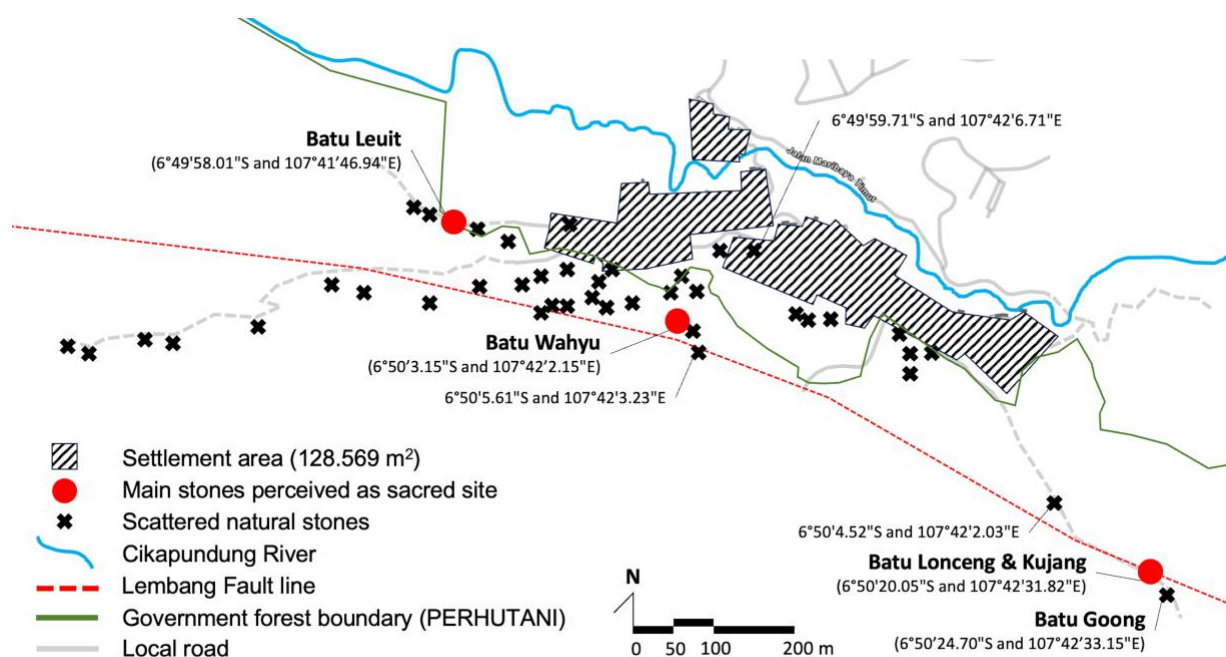 6°49'59.71"S and 107°42'6.71"E
Batu Leuit
(6°49'58.01"S and 107°41'46.94"E)
Jalan Maribaya Timur
Batu Wahyu
(6°50'3.15"S and 107°42'2.15"E)
6°50'5.61"S and 107°42'3.23"E
Settlement area (128.569 m²)
Main stones perceived as sacred site
Scattered natural stones
Cikapundung River
Lembang Fault line
Government forest boundary (PERHUTANI)
Local road
N
0 50 100 200 m
6°50'4.52"S and 107°42'2.03"E
Batu Lonceng & Kujang
(6°50'20.05"S and 107°42'31.82"E)
Batu Goong
(6°50'24.70"S and 107°42'33.15"E)